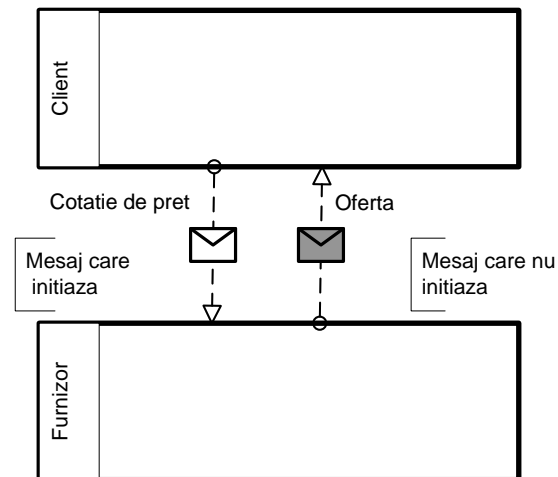 Client
Cotatie de pret
Oferta
Mesaj care
initiaza
Mesaj care nu
initiaza
Furnizor